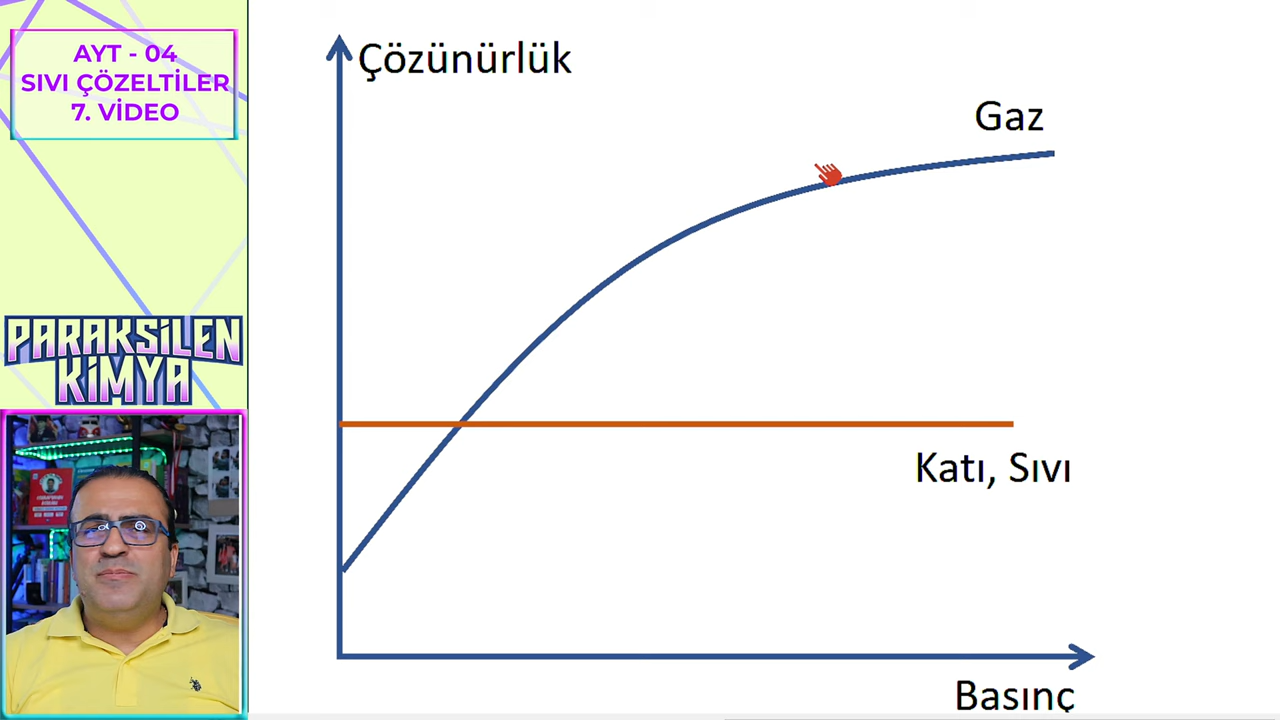 AYT - 04
SIVI ÇÖZELTİLER
7. VİDEO
PARAKSİLEN
KİMYA
Çözünürlük
Gaz
Katı, Sıvı
Basınç